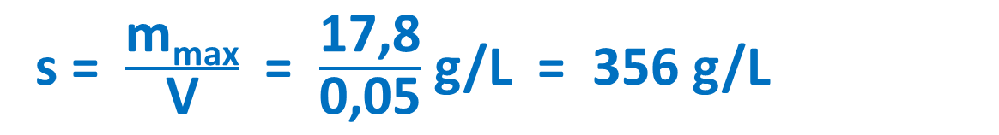 s = m_max/V = 17,8/0,05 g/L = 356 g/L